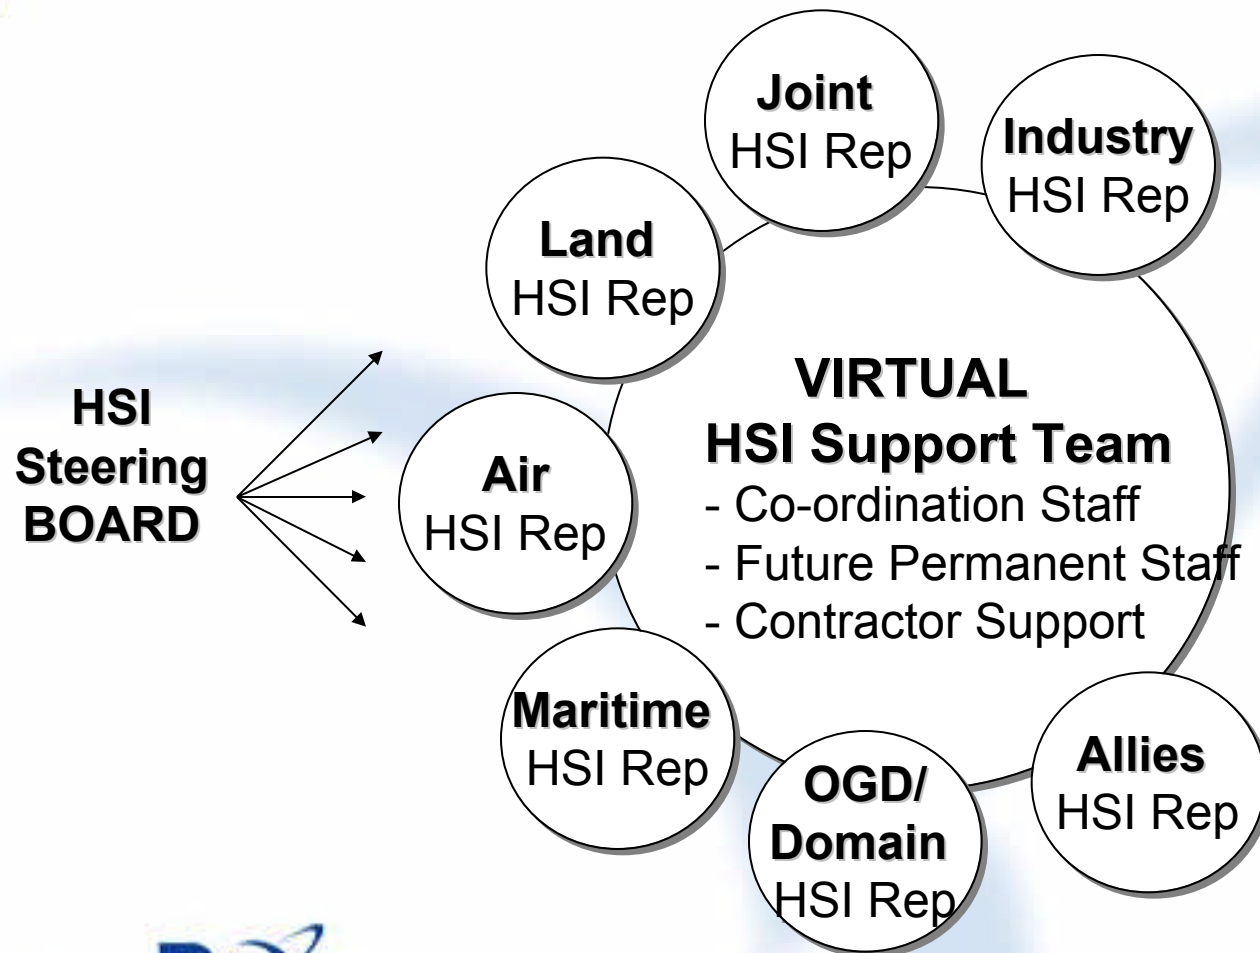 Joint
HSI Rep
Industry
HSI Rep
Land
HSI Rep
HSI
Steering
BOARD
Air
HSI Rep
VIRTUAL
HSI Support Team
- Co-ordination Staff
- Future Permanent Staff
- Contractor Support
Maritime
HSI Rep
OGD/
Domain
HSI Rep
Allies
HSI Rep